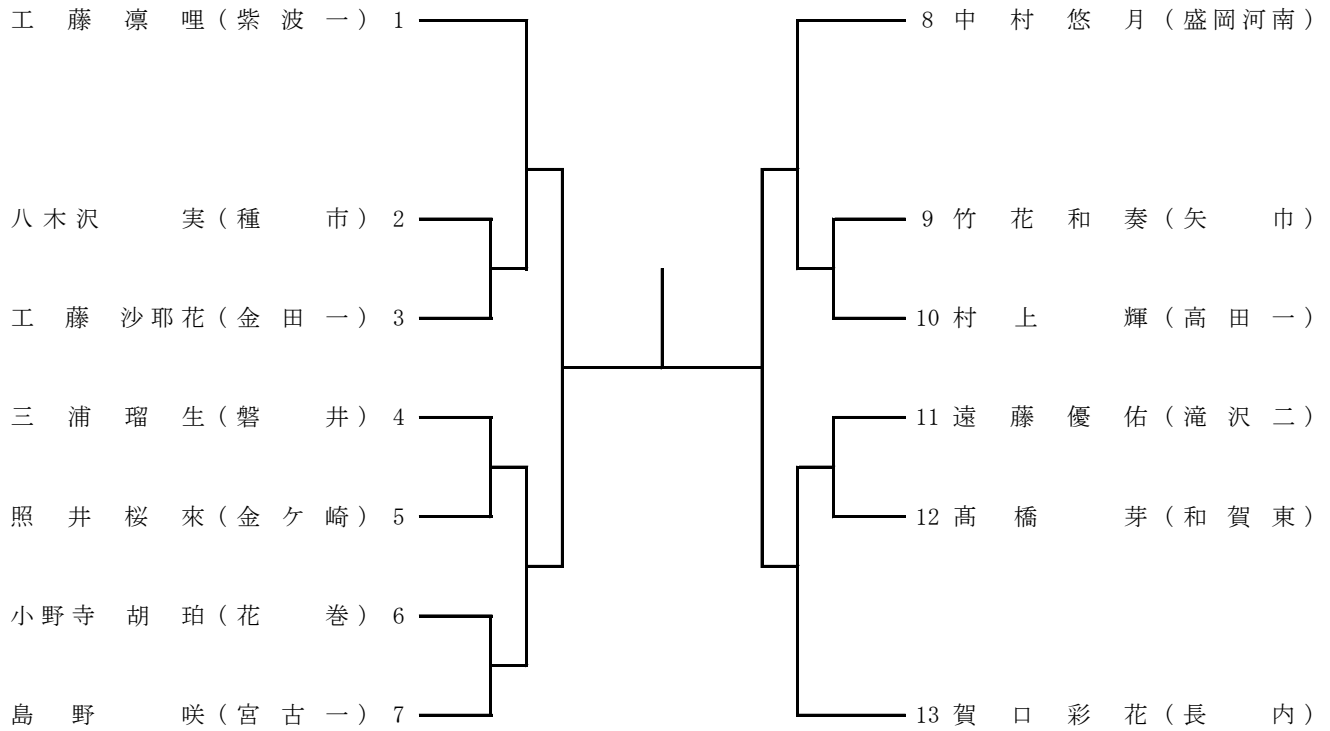 工藤凛哩(紫波一) 1
八木沢実(種市) 2
工藤沙耶花(金田一) 3
三浦瑠生(磐井) 4
照井桜來(金ケ崎) 5
小野寺胡珀(花巻) 6
島野咲(宮古一) 7
8 中村悠月(盛岡河南)
9 竹花和奏(矢巾)
10 村上輝(高田一)
11 遠藤優佑(滝沢二)
12 髙橋芽(和賀東)
13 賀口彩花(長内)